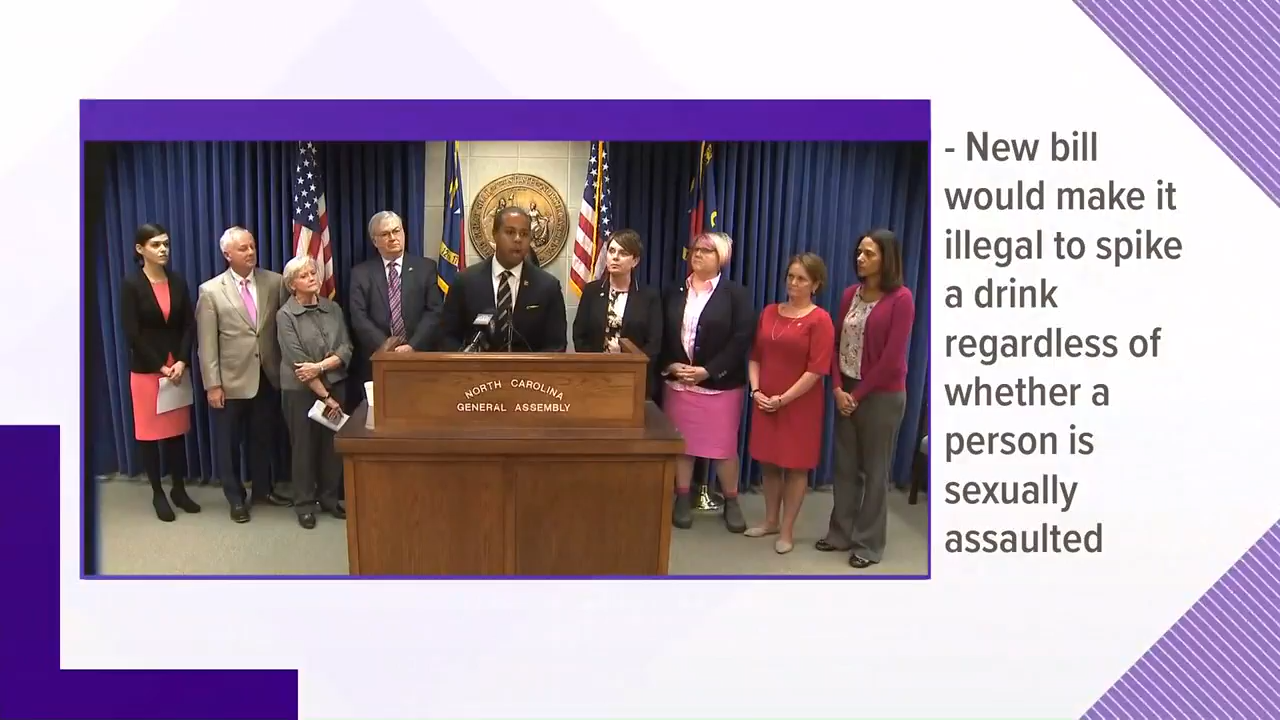 - New bill
would make it
illegal to spike
a drink
regardless of
whether a
person is
sexually
assaulted
NORTH CAROLINA
GENERAL ASSEMBLY